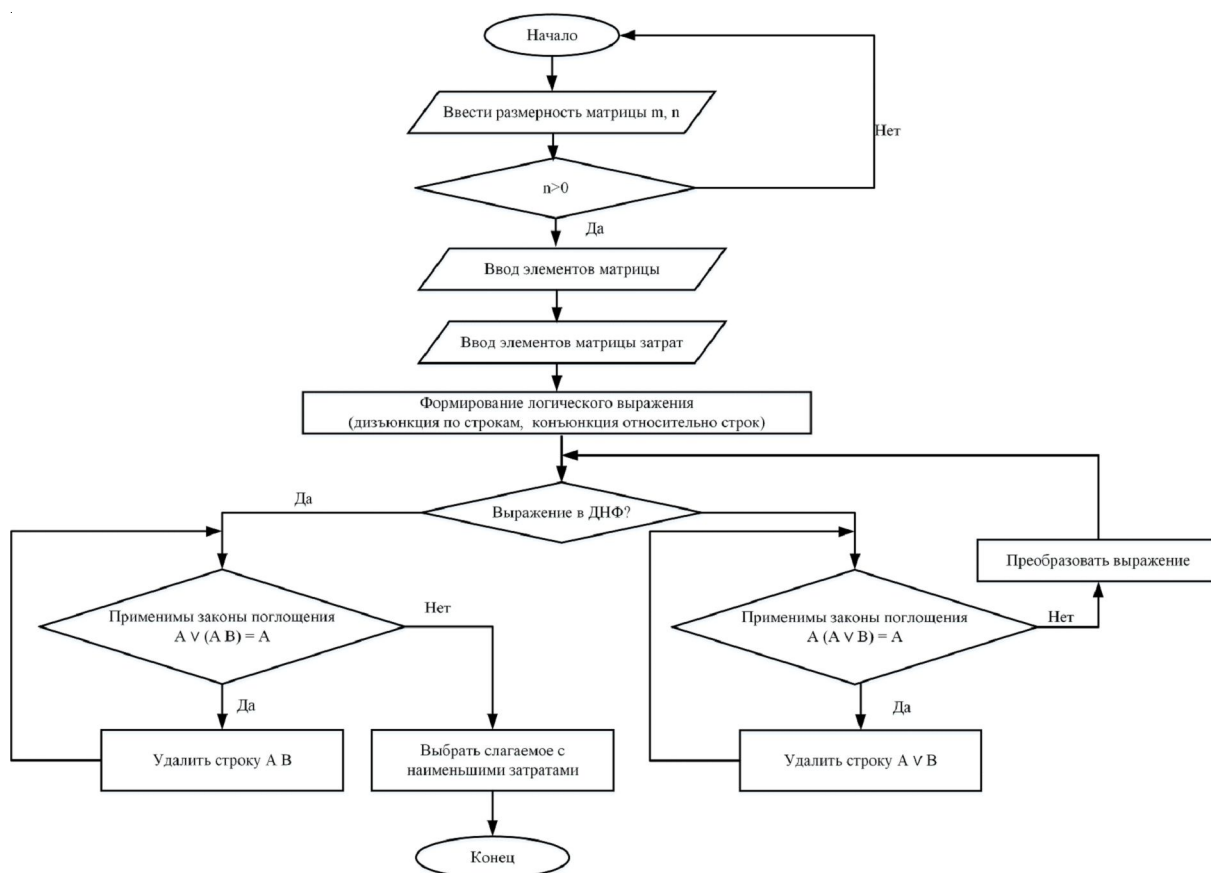 Начало
Ввести размерность матрицы m, n
Нет
n>0
Да
Ввод элементов матрицы
Ввод элементов матрицы затрат
Формирование логического выражения
(дизъюнкция по строкам, конъюнкция относительно строк)
Да
Выражение в ДНФ?
Преобразовать выражение
Применимы законы поглощения
A V (A B) = A
Нет
Применимы законы поглощения
A (A V B) = A
Нет
Да
Да
Удалить строку A B
Выбрать слагаемое с
наименьшими затратами
Удалить строку A V B
Конец